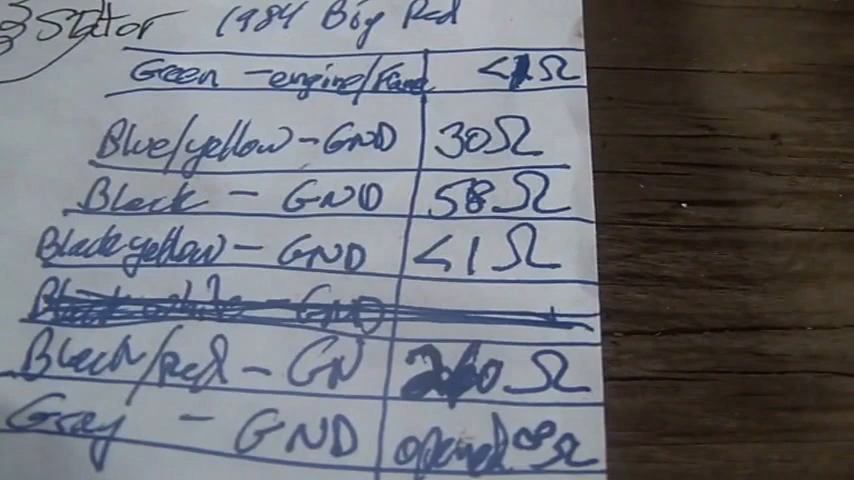 Stator 1984 Big Red
Green - engine/Frame <1Ω
Blue/yellow - GND 30Ω
Black - GND 58Ω
Black yellow - GND <1Ω
Black/red - GN Ω
Gray - GND opened ∞Ω